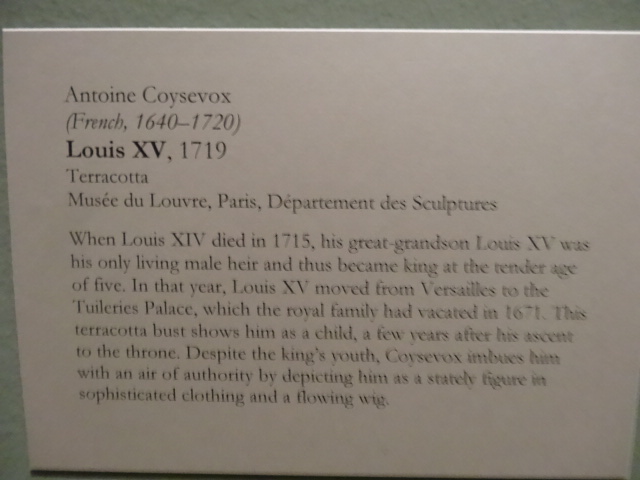 Antoine Coysevox
(French, 1640–1720)
Louis XV, 1719
Terracotta
Musée du Louvre, Paris, Département des Sculptures
When Louis XIV died in 1715, his great-grandson Louis XV was
his only living male heir and thus became king at the tender age
of five. In that year, Louis XV moved from Versailles to the
Tuileries Palace, which the royal family had vacated in 1671. This
terracotta bust shows him as a child, a few years after his ascent
to the throne. Despite the king's youth, Coysevox imbues him
with an air of authority by depicting him as a stately figure in
sophisticated clothing and a flowing wig.